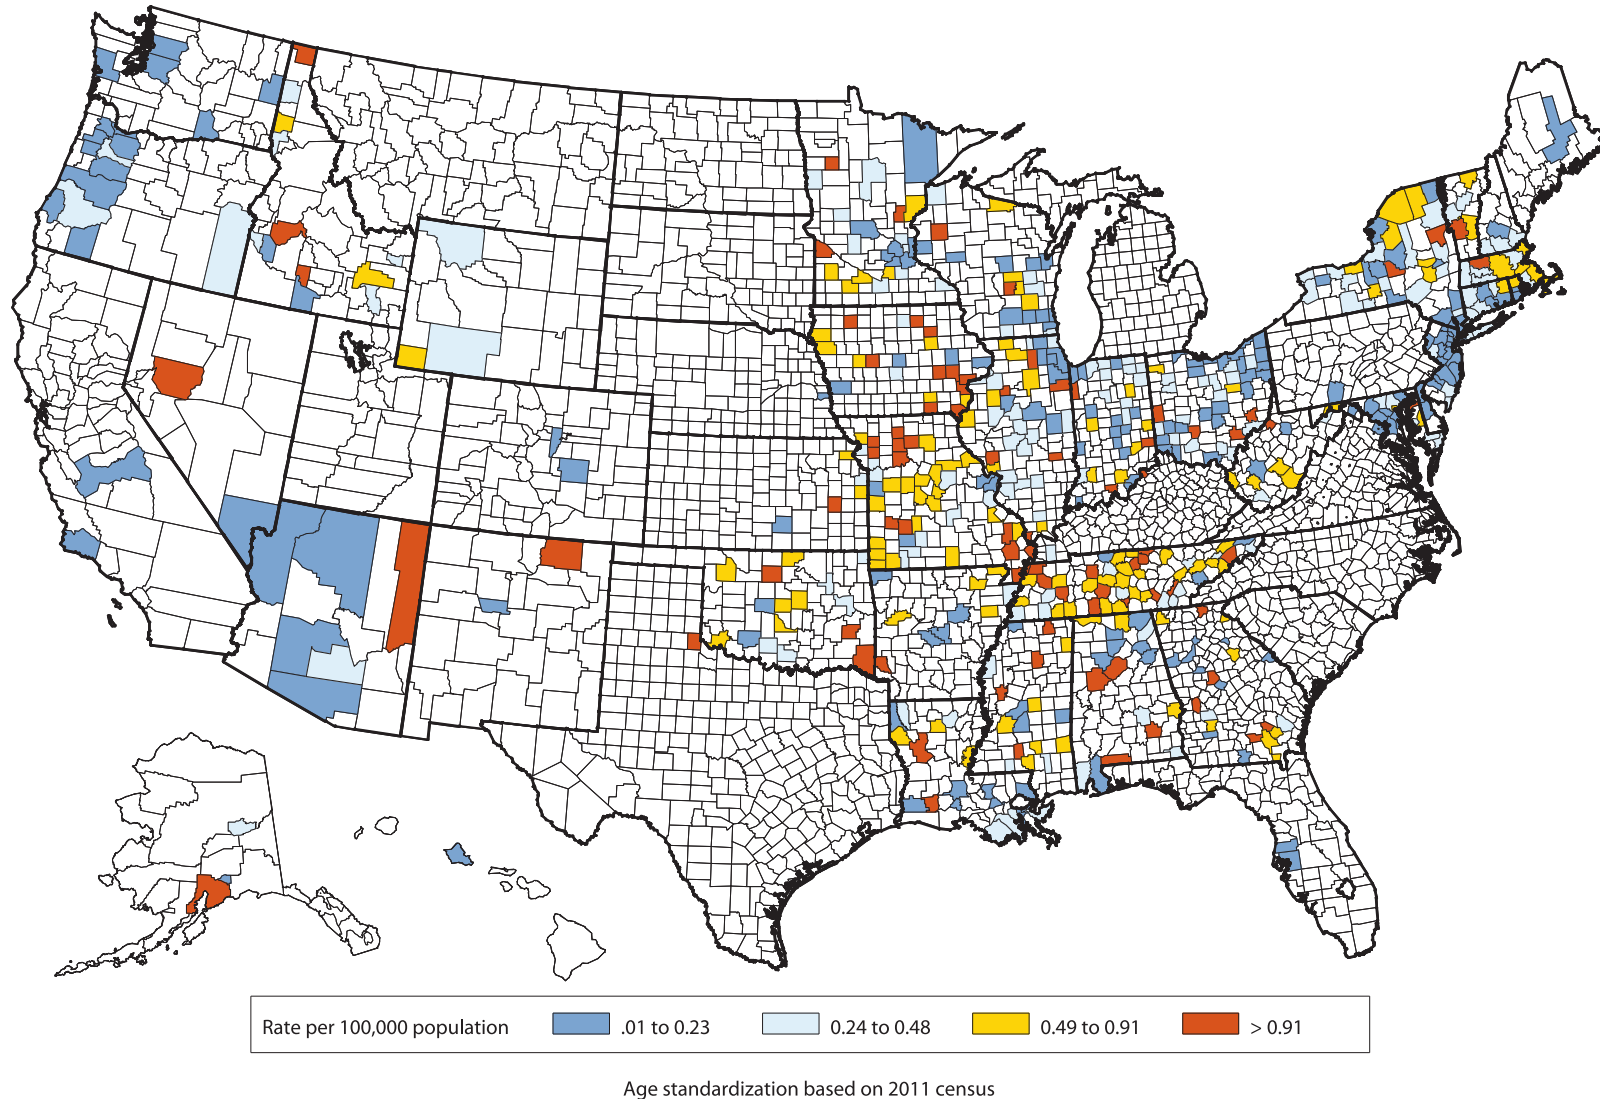 Rate per 100,000 population .01 to 0.23 0.24 to 0.48 0.49 to 0.91 > 0.91
Age standardization based on 2011 census